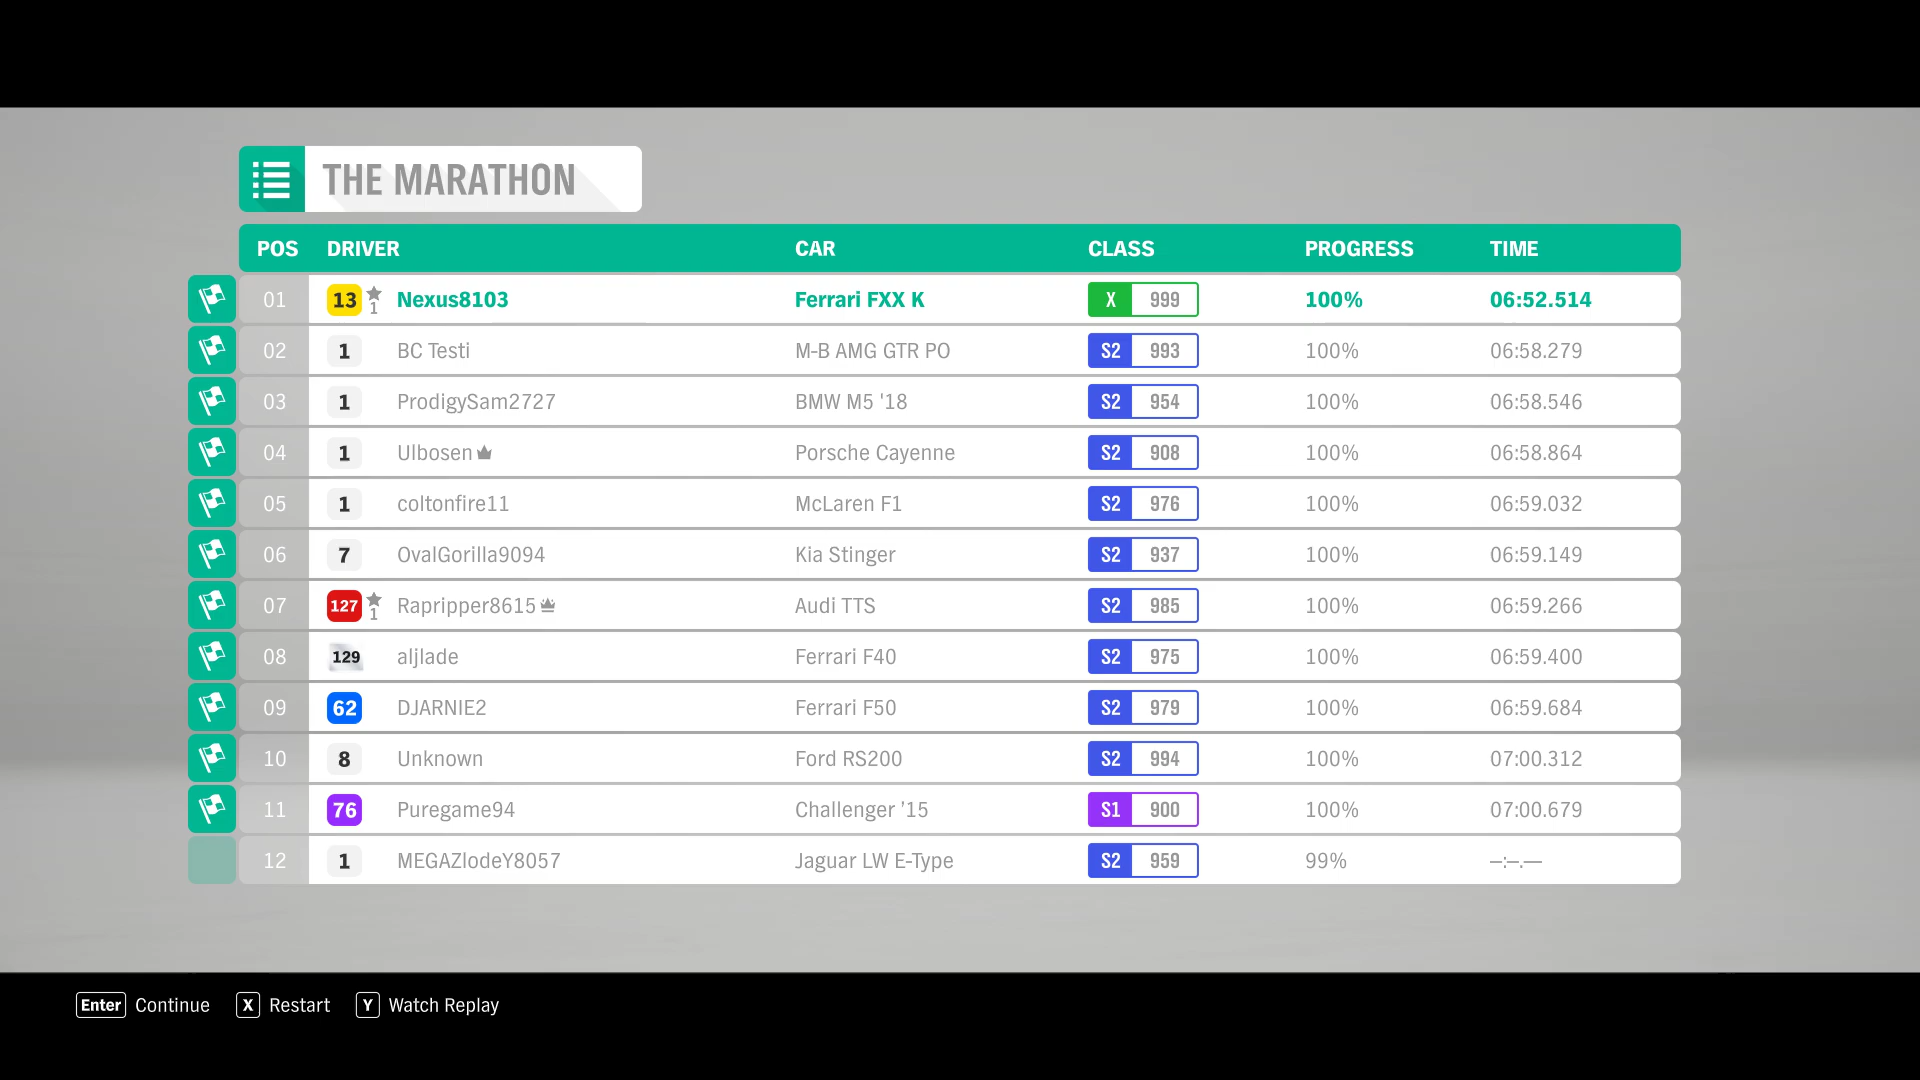 THE MARATHON
POS DRIVER CAR CLASS PROGRESS TIME
01 13 1 Nexus8103 Ferrari FXX K X 999 100% 06:52.514
02 1 BC Testi M-B AMG GTR PO S2 993 100% 06:58.279
03 1 ProdigySam2727 BMW M5 '18 S2 954 100% 06:58.546
04 1 Ulbosen Porsche Cayenne S2 908 100% 06:58.864
05 1 coltonfire11 McLaren F1 S2 976 100% 06:59.032
06 7 OvalGorilla9094 Kia Stinger S2 937 100% 06:59.149
07 127 1 Rapripper8615 Audi TTS S2 985 100% 06:59.266
08 129 aljlade Ferrari F40 S2 975 100% 06:59.400
09 62 DJARNIE2 Ferrari F50 S2 979 100% 06:59.684
10 8 Unknown Ford RS200 S2 994 100% 07:00.312
11 76 Puregame94 Challenger ’15 S1 900 100% 07:00.679
12 1 MEGAZlodeY8057 Jaguar LW E-Type S2 959 99% –:–.––
Enter Continue X Restart Y Watch Replay